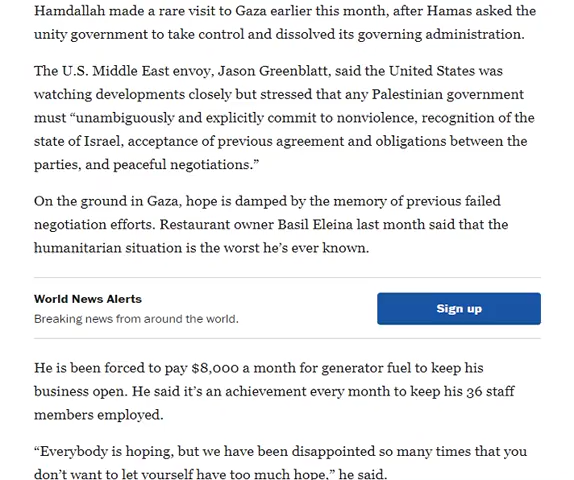 Hamdallah made a rare visit to Gaza earlier this month, after Hamas asked the
unity government to take control and dissolved its governing administration.
The U.S. Middle East envoy, Jason Greenblatt, said the United States was
watching developments closely but stressed that any Palestinian government
must “unambiguously and explicitly commit to nonviolence, recognition of the
state of Israel, acceptance of previous agreement and obligations between the
parties, and peaceful negotiations.”
On the ground in Gaza, hope is damped by the memory of previous failed
negotiation efforts. Restaurant owner Basil Eleina last month said that the
humanitarian situation is the worst he’s ever known.
World News Alerts
Breaking news from around the world.
Sign up
He is been forced to pay $8,000 a month for generator fuel to keep his
business open. He said it’s an achievement every month to keep his 36 staff
members employed.
“Everybody is hoping, but we have been disappointed so many times that you
don’t want to let yourself have too much hope,” he said.